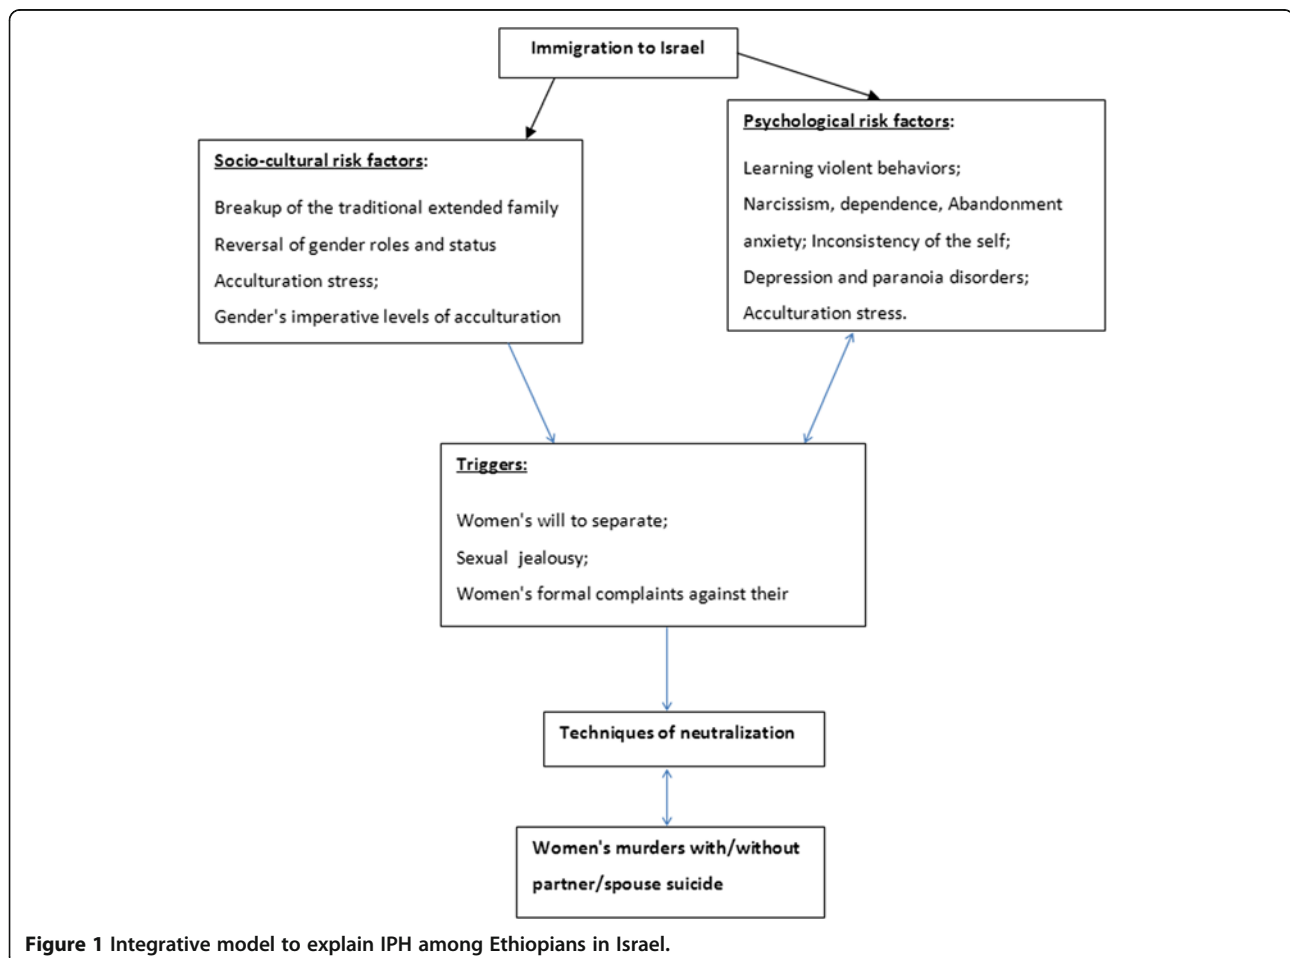 Immigration to Israel
Socio-cultural risk factors:
Breakup of the traditional extended family
Reversal of gender roles and status
Acculturation stress;
Gender's imperative levels of acculturation
Psychological risk factors:
Learning violent behaviors;
Narcissism, dependence, Abandonment
anxiety; Inconsistency of the self;
Depression and paranoia disorders;
Acculturation stress.
Triggers:
Women's will to separate;
Sexual jealousy;
Women's formal complaints against their
Techniques of neutralization
Women's murders with/without
partner/spouse suicide
Figure 1 Integrative model to explain IPH among Ethiopians in Israel.